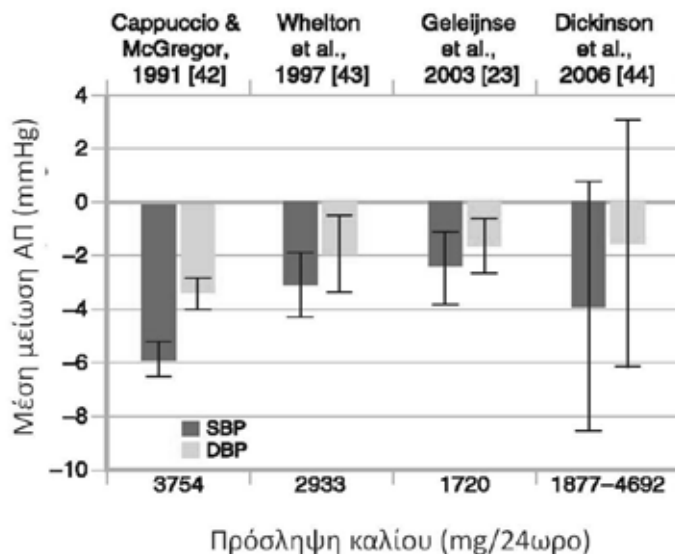 Cappuccio & McGregor, 1991 [42]
Whelton et al., 1997 [43]
Geleijnse et al., 2003 [23]
Dickinson et al., 2006 [44]
Μέση μείωση ΑΠ (mmHg)
4
2
0
−2
−4
−6
−8
−10
SBP
DBP
3754
2933
1720
1877–4692
Πρόσληψη καλίου (mg/24ωρο)